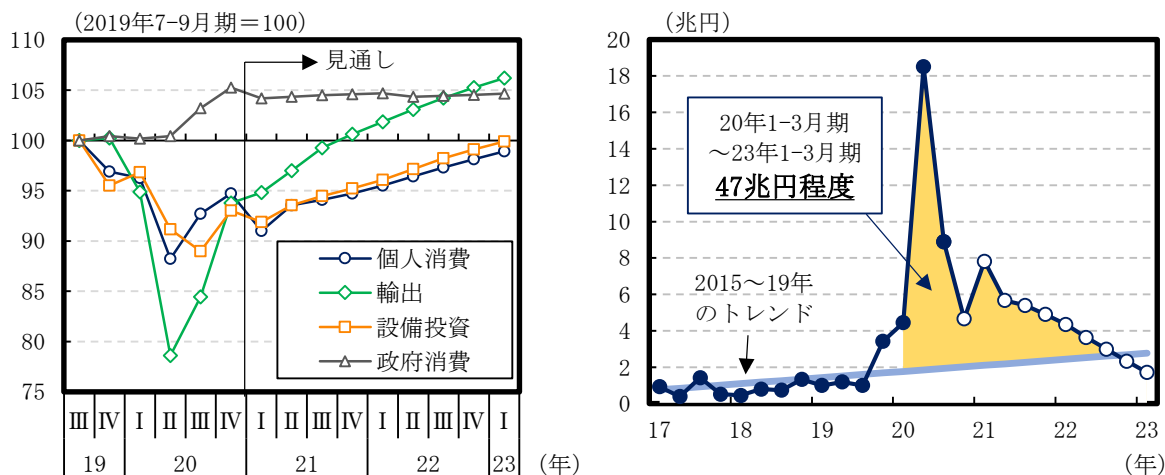 （2019年7-9月期＝100）
110
105
100
95
90
85
80
75
見通し
個人消費
輸出
設備投資
政府消費
Ⅲ Ⅳ Ⅰ Ⅱ Ⅲ Ⅳ Ⅰ Ⅱ Ⅲ Ⅳ Ⅰ Ⅱ Ⅲ Ⅳ Ⅰ
19 20 21 22 23 （年）
（兆円）
20
18
16
14
12
10
8
6
4
2
0
20年1-3月期
～23年1-3月期
47兆円程度
2015～19年
のトレンド
17 18 19 20 21 22 23
（年）